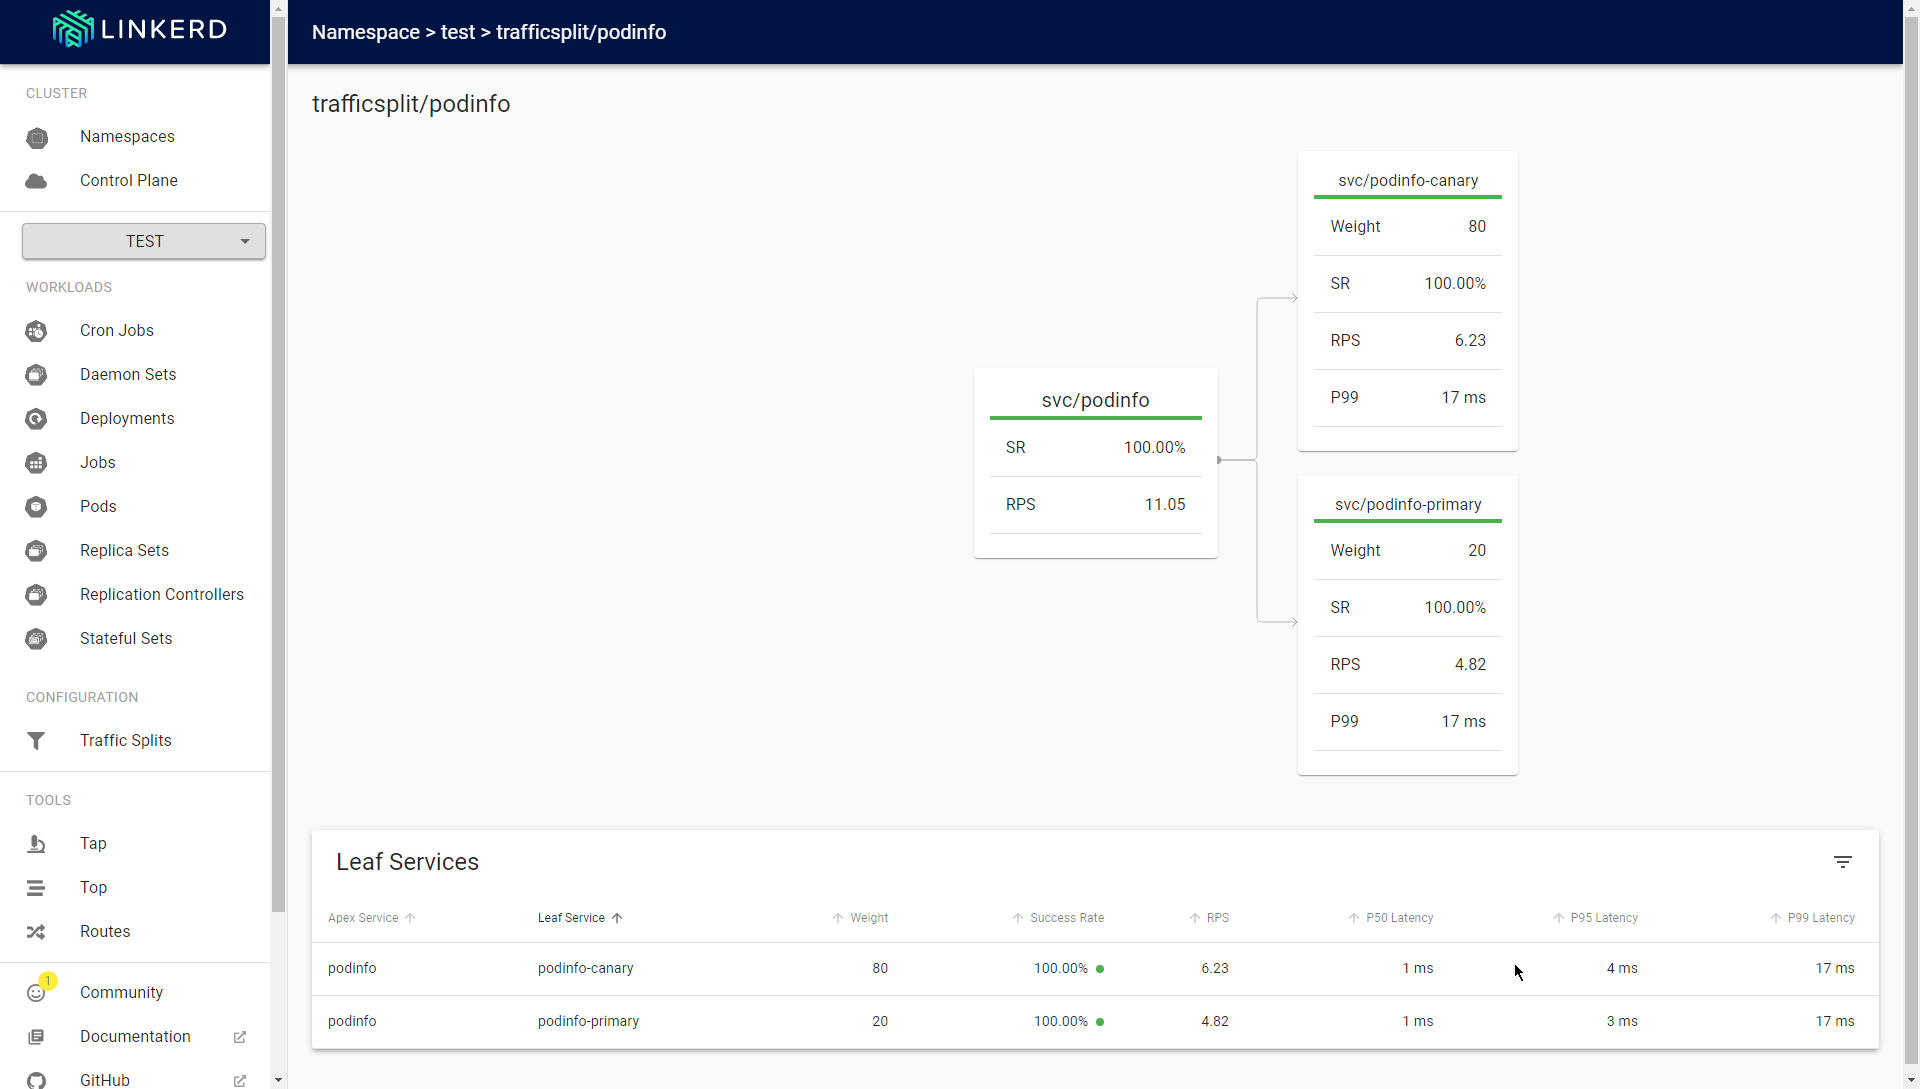 LINKERD
Namespace > test > trafficsplit/podinfo
CLUSTER
Namespaces
Control Plane
TEST
WORKLOADS
Cron Jobs
Daemon Sets
Deployments
Jobs
Pods
Replica Sets
Replication Controllers
Stateful Sets
CONFIGURATION
Traffic Splits
TOOLS
Tap
Top
Routes
1
Community
Documentation
GitHub
trafficsplit/podinfo
svc/podinfo
SR 100.00%
RPS 11.05
svc/podinfo-canary
Weight 80
SR 100.00%
RPS 6.23
P99 17 ms
svc/podinfo-primary
Weight 20
SR 100.00%
RPS 4.82
P99 17 ms
Leaf Services
Apex Service Leaf Service Weight Success Rate RPS P50 Latency P95 Latency P99 Latency
podinfo podinfo-canary 80 100.00% 6.23 1 ms 4 ms 17 ms
podinfo podinfo-primary 20 100.00% 4.82 1 ms 3 ms 17 ms